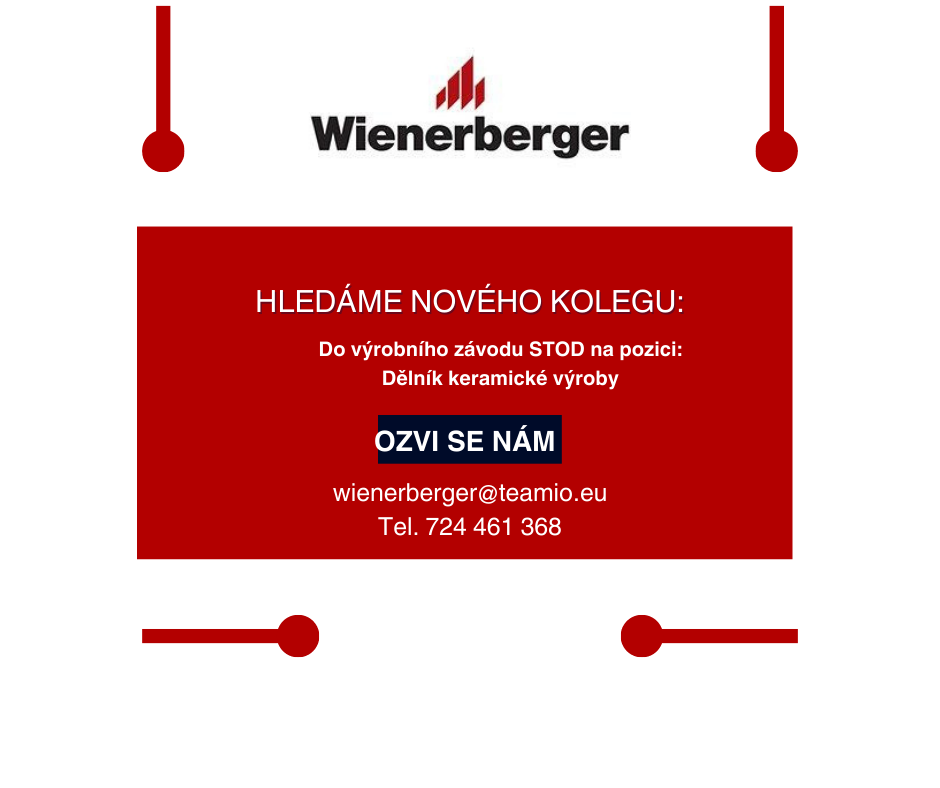 Wienerberger
HLEDÁME NOVÉHO KOLEGU:
Do výrobního závodu STOD na pozici:
Dělník keramické výroby
OZVI SE NÁM
wienerberger@teamio.eu
Tel. 724 461 368